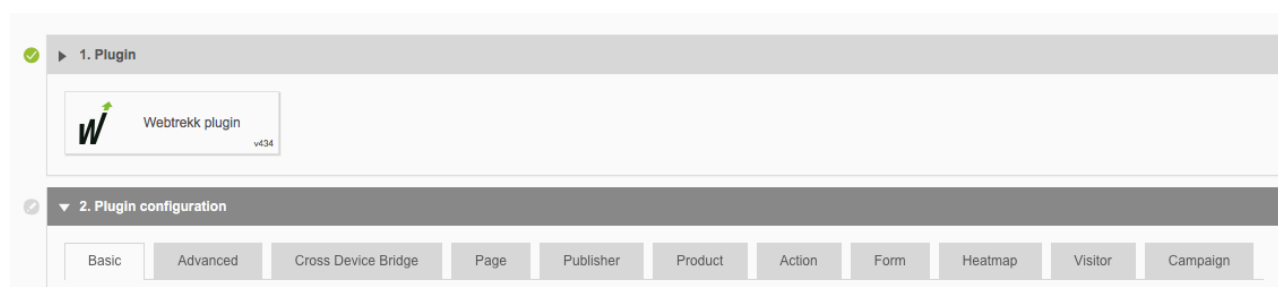 1. Plugin
Webtrekk plugin
v434
2. Plugin configuration
Basic Advanced Cross Device Bridge Page Publisher Product Action Form Heatmap Visitor Campaign